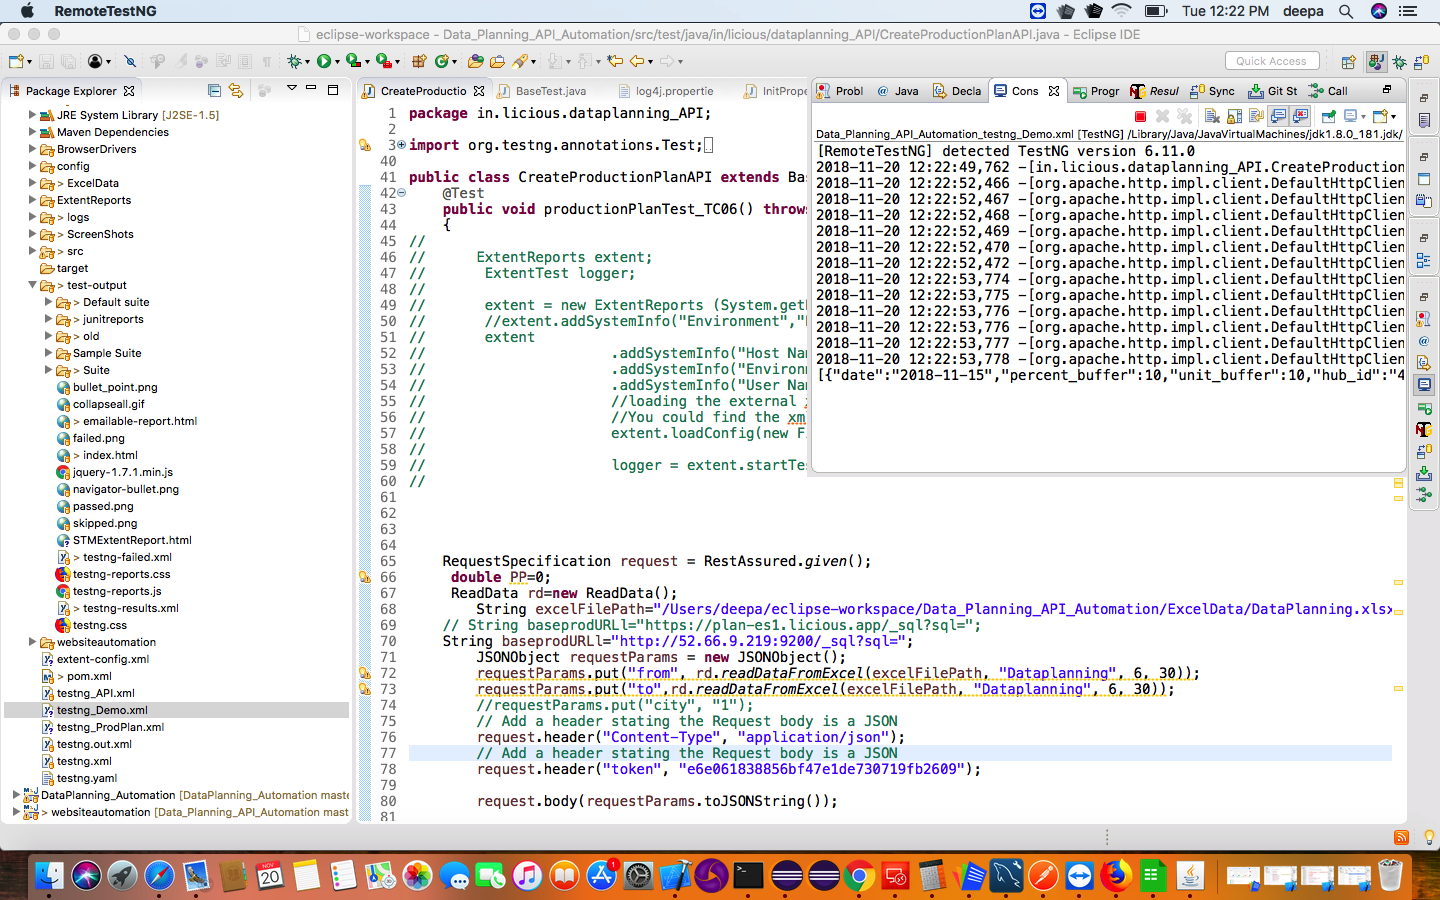 RemoteTestNG
Tue 12:22 PM deepa
eclipse-workspace - Data_Planning_API_Automation/src/test/java/in/licious/dataplanning_API/CreateProductionPlanAPI.java - Eclipse IDE
Quick Access
Package Explorer
JRE System Library [J2SE-1.5]
Maven Dependencies
BrowserDrivers
config
> ExcelData
ExtentReports
> logs
> ScreenShots
> src
target
> test-output
> Default suite
> junitreports
> old
Sample Suite
> Suite
bullet_point.png
collapseall.gif
> emailable-report.html
failed.png
> index.html
jquery-1.7.1.min.js
navigator-bullet.png
passed.png
skipped.png
STMExtentReport.html
> testng-failed.xml
testng-reports.css
testng-reports.js
> testng-results.xml
testng.css
websiteautomation
extent-config.xml
> pom.xml
testng_API.xml
testng_Demo.xml
testng_ProdPlan.xml
testng.out.xml
testng.xml
testng.yaml
DataPlanning_Automation [DataPlanning_Automation maste
> websiteautomation [Data_Planning_API_Automation mast
CreateProductio
BaseTest.java
log4j.propertie
InitPrope
1 package in.licious.dataplanning_API;
2
3 import org.testng.annotations.Test;
40
41 public class CreateProductionPlanAPI extends Ba
42 @Test
43 public void productionPlanTest_TC06() throw
44 {
45 //
46 // ExtentReports extent;
47 // ExtentTest logger;
48 //
49 // extent = new ExtentReports (System.get
50 // //extent.addSystemInfo("Environment","
51 // extent
52 // .addSystemInfo("Host Na
53 // .addSystemInfo("Environ
54 // .addSystemInfo("User Na
55 // //loading the external
56 // //You could find the xm
57 // extent.loadConfig(new F
58 //
59 // logger = extent.startTe
60 //
61
62
63
64
65 RequestSpecification request = RestAssured.given();
66 double PP=0;
67 ReadData rd=new ReadData();
68 String excelFilePath="/Users/deepa/eclipse-workspace/Data_Planning_API_Automation/ExcelData/DataPlanning.xlsx
69 // String baseprodURLl="https://plan-es1.licious.app/_sql?sql=";
70 String baseprodURLl="http://52.66.9.219:9200/_sql?sql=";
71 JSONObject requestParams = new JSONObject();
72 requestParams.put("from", rd.readDataFromExcel(excelFilePath, "Dataplanning", 6, 30));
73 requestParams.put("to",rd.readDataFromExcel(excelFilePath, "Dataplanning", 6, 30));
74 //requestParams.put("city", "1");
75 // Add a header stating the Request body is a JSON
76 request.header("Content-Type", "application/json");
77 // Add a header stating the Request body is a JSON
78 request.header("token", "e6e061838856bf47e1de730719fb2609");
79
80 request.body(requestParams.toJSONString());
81
Probl
Java
Decla
Cons
Progr
Resul
Sync
Git St
Call
Data_Planning_API_Automation_testng_Demo.xml [TestNG] /Library/Java/JavaVirtualMachines/jdk1.8.0_181.jdk/
[RemoteTestNG] detected TestNG version 6.11.0
2018-11-20 12:22:49,762 -[in.licious.dataplanning_API.CreateProduction
2018-11-20 12:22:52,466 -[org.apache.http.impl.client.DefaultHttpClien
2018-11-20 12:22:52,467 -[org.apache.http.impl.client.DefaultHttpClien
2018-11-20 12:22:52,468 -[org.apache.http.impl.client.DefaultHttpClien
2018-11-20 12:22:52,469 -[org.apache.http.impl.client.DefaultHttpClien
2018-11-20 12:22:52,470 -[org.apache.http.impl.client.DefaultHttpClien
2018-11-20 12:22:52,472 -[org.apache.http.impl.client.DefaultHttpClien
2018-11-20 12:22:53,774 -[org.apache.http.impl.client.DefaultHttpClien
2018-11-20 12:22:53,775 -[org.apache.http.impl.client.DefaultHttpClien
2018-11-20 12:22:53,776 -[org.apache.http.impl.client.DefaultHttpClien
2018-11-20 12:22:53,776 -[org.apache.http.impl.client.DefaultHttpClien
2018-11-20 12:22:53,777 -[org.apache.http.impl.client.DefaultHttpClien
2018-11-20 12:22:53,778 -[org.apache.http.impl.client.DefaultHttpClien
[{"date":"2018-11-15","percent_buffer":10,"unit_buffer":10,"hub_id":"4
NOV
20
1